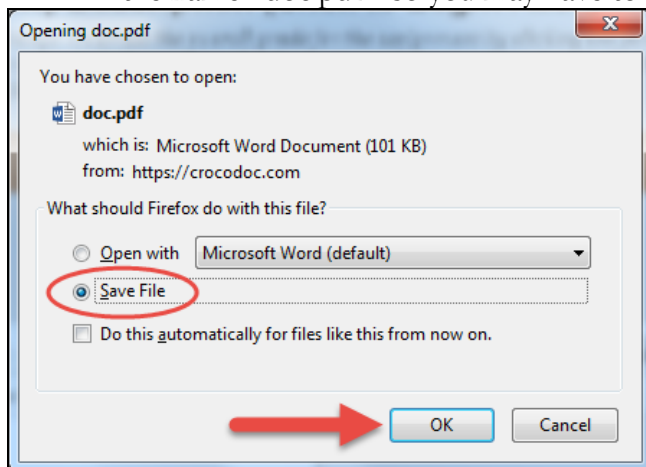 Opening doc.pdf
You have chosen to open:
doc.pdf
which is: Microsoft Word Document (101 KB)
from: https://crocodoc.com
What should Firefox do with this file?
Open with Microsoft Word (default)
Save File
Do this automatically for files like this from now on.
OK Cancel